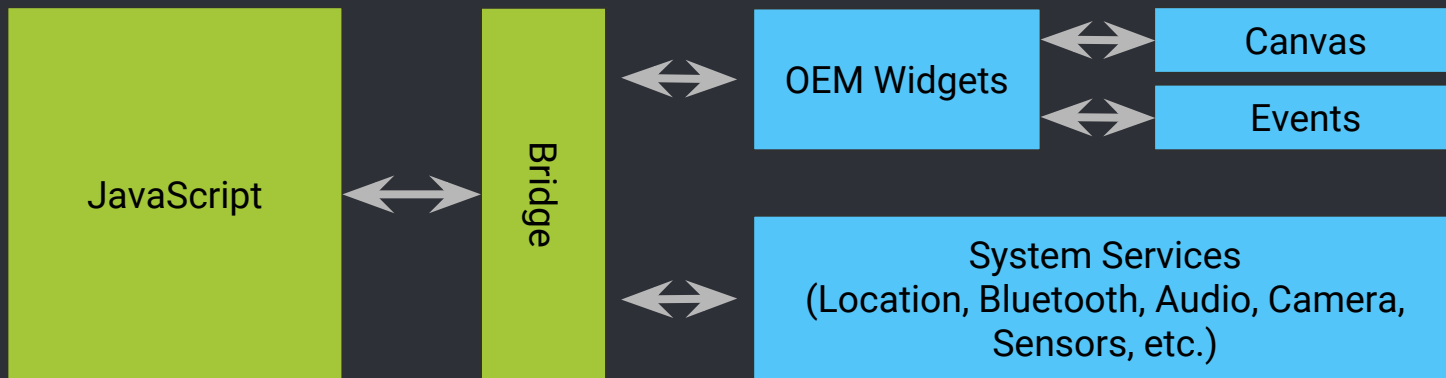 JavaScript
Bridge
OEM Widgets
Canvas
Events
System Services
(Location, Bluetooth, Audio, Camera,
Sensors, etc.)